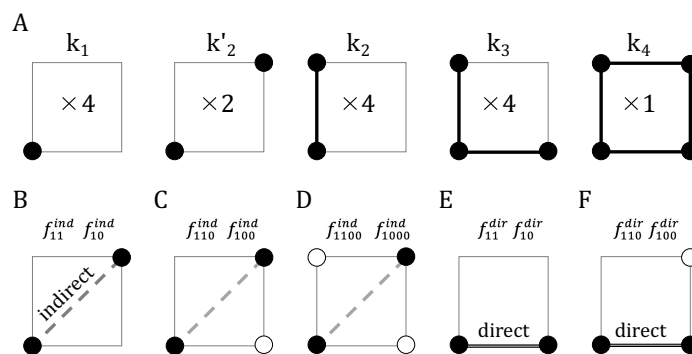 A
k₁ k'₂ k₂ k₃ k₄
×4 ×2 ×4 ×4 ×1
B C D E F
f₁₁ⁱⁿᵈ f₁₀ⁱⁿᵈ f₁₁₀ⁱⁿᵈ f₁₀₀ⁱⁿᵈ f₁₁₀₀ⁱⁿᵈ f₁₀₀₀ⁱⁿᵈ f₁₁ᵈⁱʳ f₁₀ᵈⁱʳ f₁₁₀ᵈⁱʳ f₁₀₀ᵈⁱʳ
indirect
direct direct